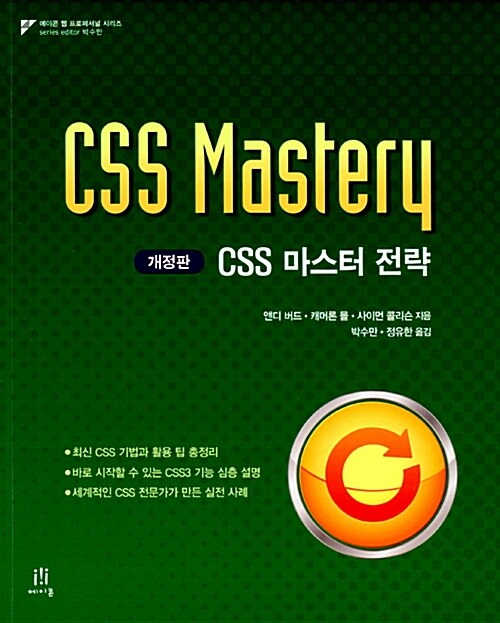 에이콘 웹 프로페셔널 시리즈
series editor 박수만
CSS Mastery
개정판 CSS 마스터 전략
앤디 버드 • 캐머론 몰 • 사이먼 콜리슨 지음
박수만 • 정유한 옮김
• 최신 CSS 기법과 활용 팁 총정리
• 바로 시작할 수 있는 CSS3 기능 심층 설명
• 세계적인 CSS 전문가가 만든 실전 사례
에이콘